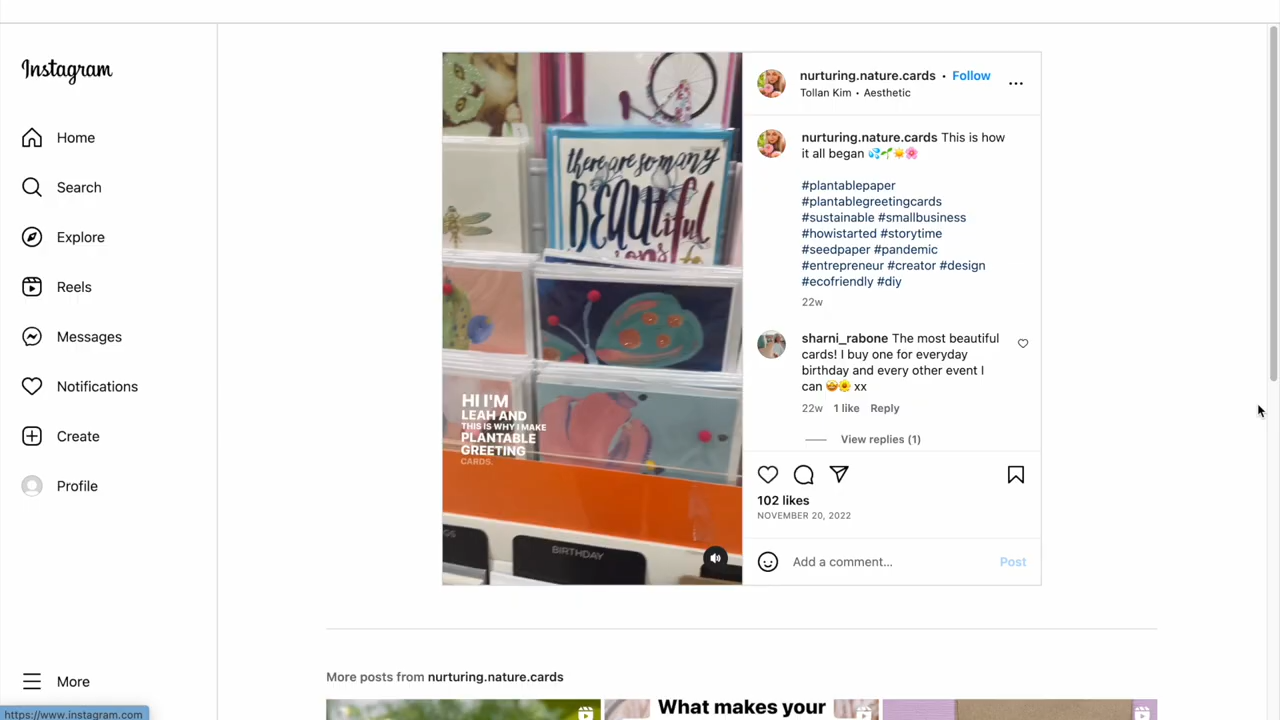 Instagram
Home
Search
Explore
Reels
Messages
Notifications
Create
Profile
More
https://www.instagram.com
there are so many
BEAUtiful
HI I'M
LEAH AND
THIS IS WHY I MAKE
PLANTABLE
GREETING
CARDS.
BIRTHDAY
nurturing.nature.cards • Follow
Tollan Kim • Aesthetic
nurturing.nature.cards This is how
it all began 💦🌱☀️🌸
#plantablepaper
#plantablegreetingcards
#sustainable #smallbusiness
#howistarted #storytime
#seedpaper #pandemic
#entrepreneur #creator #design
#ecofriendly #diy
22w
sharni_rabone The most beautiful
cards! I buy one for everyday
birthday and every other event I
can 🤩🌻 xx
22w 1 like Reply
View replies (1)
102 likes
NOVEMBER 20, 2022
Add a comment... Post
More posts from nurturing.nature.cards
What makes your